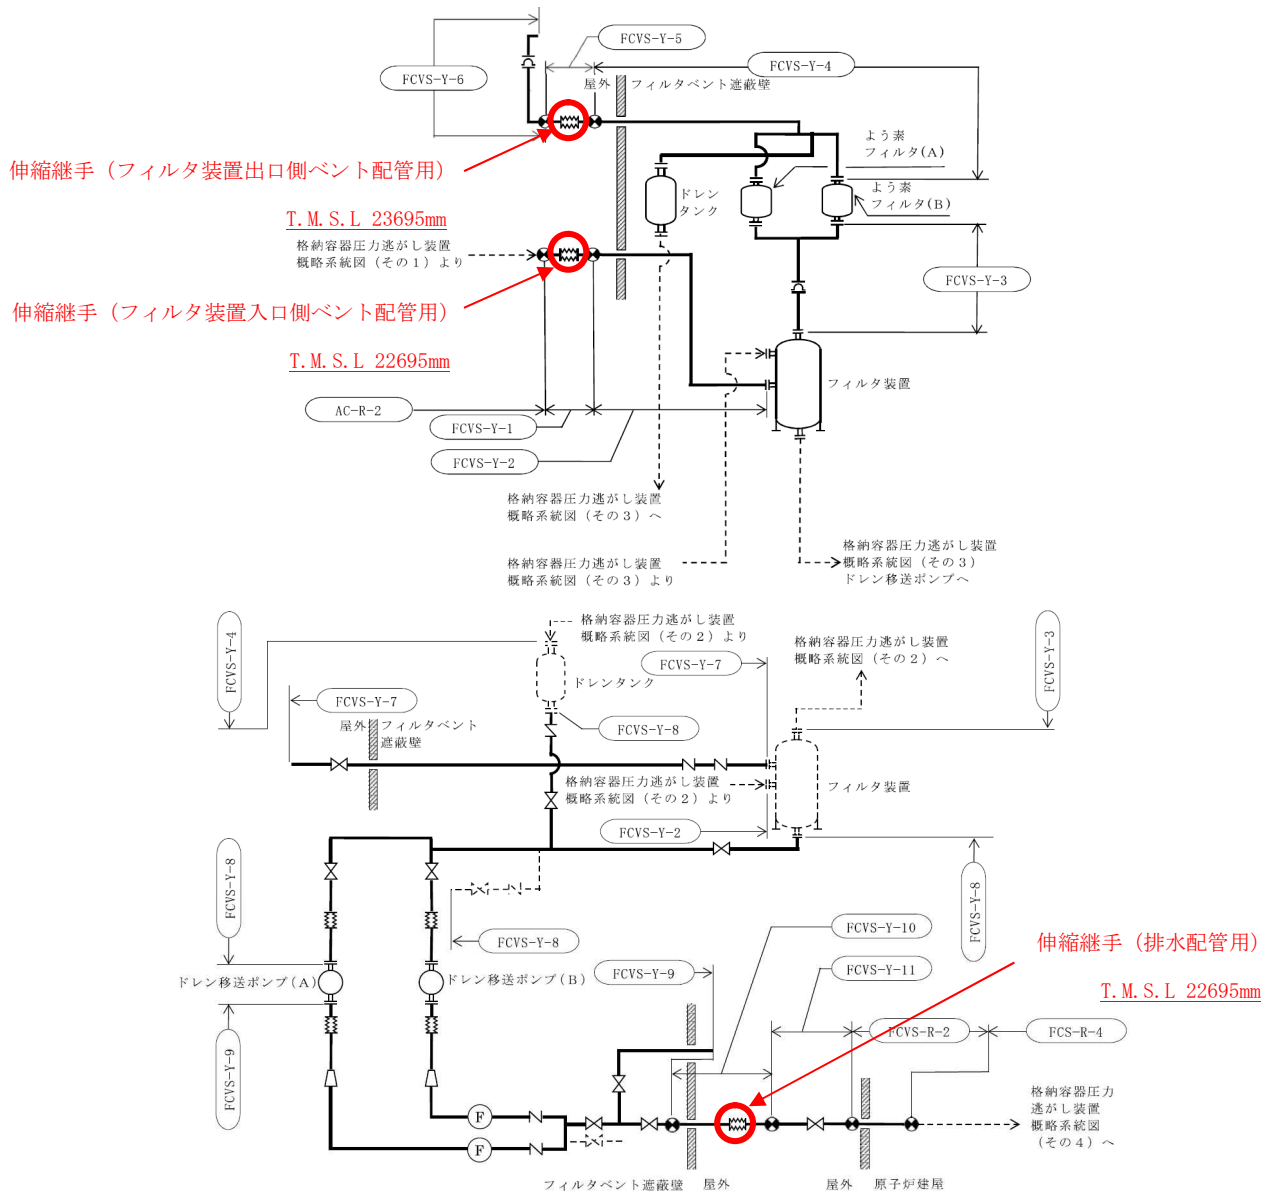 FCVS-Y-5
FCVS-Y-6
FCVS-Y-4
屋外
フィルタベント遮蔽壁
伸縮継手（フィルタ装置出口側ベント配管用）
T.M.S.L 23695mm
よう素
フィルタ(A)
よう素
フィルタ(B)
ドレン
タンク
格納容器圧力逃がし装置
概略系統図（その１）より
伸縮継手（フィルタ装置入口側ベント配管用）
T.M.S.L 22695mm
FCVS-Y-3
フィルタ装置
AC-R-2
FCVS-Y-1
FCVS-Y-2
格納容器圧力逃がし装置
概略系統図（その３）へ
格納容器圧力逃がし装置
概略系統図（その３）より
格納容器圧力逃がし装置
概略系統図（その３）
ドレン移送ポンプへ
FCVS-Y-4
格納容器圧力逃がし装置
概略系統図（その２）より
FCVS-Y-7
格納容器圧力逃がし装置
概略系統図（その２）へ
FCVS-Y-3
ドレンタンク
FCVS-Y-7
屋外
フィルタベント
遮蔽壁
FCVS-Y-8
格納容器圧力逃がし装置
概略系統図（その２）より
フィルタ装置
FCVS-Y-2
FCVS-Y-8
FCVS-Y-8
FCVS-Y-8
ドレン移送ポンプ(A)
ドレン移送ポンプ(B)
FCVS-Y-9
FCVS-Y-10
FCVS-Y-9
FCVS-Y-11
伸縮継手（排水配管用）
T.M.S.L 22695mm
FCVS-R-2
FCS-R-4
F
F
格納容器圧力
逃がし装置
概略系統図
（その４）へ
フィルタベント遮蔽壁
屋外
屋外
原子炉建屋